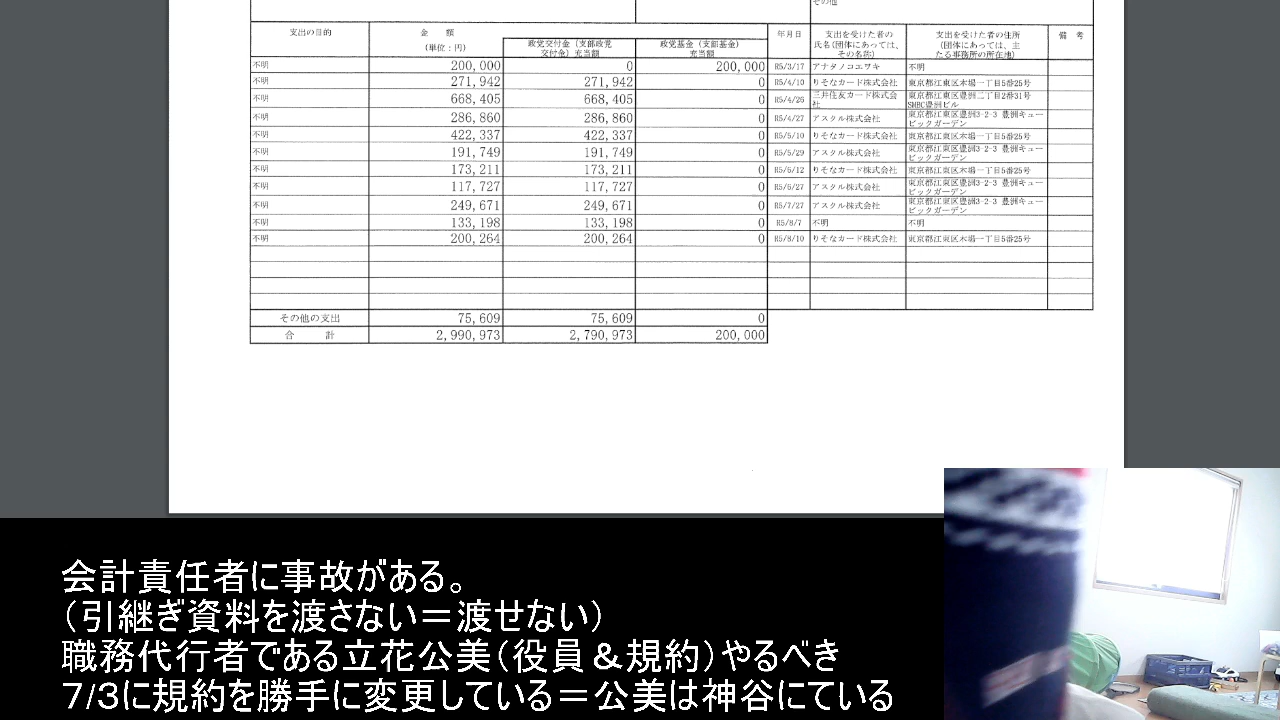 その他
支出の目的 金 額 年月日 支出を受けた者の 支出を受けた者の住所 備 考
(単位：円) 政党交付金（支部政党 政党基金（支部基金） 氏名(団体にあっては、 (団体にあっては、主
交付金）充当額 充当額 その名称) たる事務所の所在地)
不明 200,000 0 200,000 R5/3/17 アナタノコエワキ 不明
不明 271,942 271,942 0 R5/4/10 りそなカード株式会社 東京都江東区木場一丁目5番25号
不明 668,405 668,405 0 R5/4/26 三井住友カード株式会社 東京都江東区豊洲二丁目2番31号 SMBC豊洲ビル
不明 286,860 286,860 0 R5/4/27 アスクル株式会社 東京都江東区豊洲3-2-3 豊洲キュービックガーデン
不明 422,337 422,337 0 R5/5/10 りそなカード株式会社 東京都江東区木場一丁目5番25号
不明 191,749 191,749 0 R5/5/29 アスクル株式会社 東京都江東区豊洲3-2-3 豊洲キュービックガーデン
不明 173,211 173,211 0 R5/6/12 りそなカード株式会社 東京都江東区木場一丁目5番25号
不明 117,727 117,727 0 アスクル株式会社 東京都江東区豊洲3-2-3 豊洲キュービックガーデン
不明 249,671 249,671 0 R5/7/27 アスクル株式会社 東京都江東区豊洲3-2-3 豊洲キュービックガーデン
不明 133,198 133,198 0 R5/8/7 不明 不明
不明 200,264 200,264 0 R5/8/10 りそなカード株式会社 東京都江東区木場一丁目5番25号
その他の支出 75,609 75,609 0
合 計 2,990,973 2,790,973 200,000
会計責任者に事故がある。
（引継ぎ資料を渡さない＝渡せない）
職務代行者である立花公美（役員＆規約）やるべき
7/3に規約を勝手に変更している＝公美は神谷にている